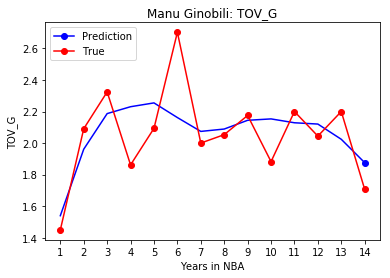 Manu Ginobili: TOV_G
Prediction
True
2.6
2.4
2.2
2.0
1.8
1.6
1.4
TOV_G
1 2 3 4 5 6 7 8 9 10 11 12 13 14
Years in NBA